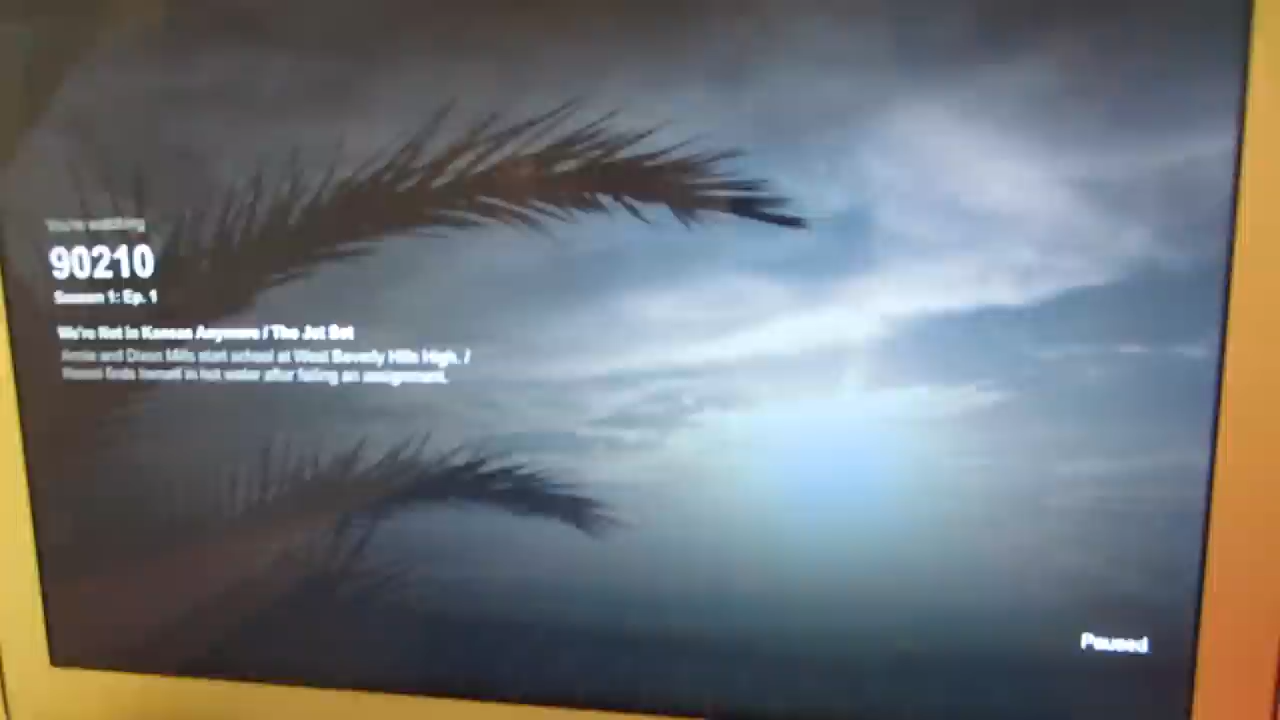 You're watching
90210
Season 1: Ep. 1
We're Not in Kansas Anymore / The Jet Set
Annie and Dixon Mills start school at West Beverly Hills High. /
finds herself in hot water after failing an assignment.
Paused